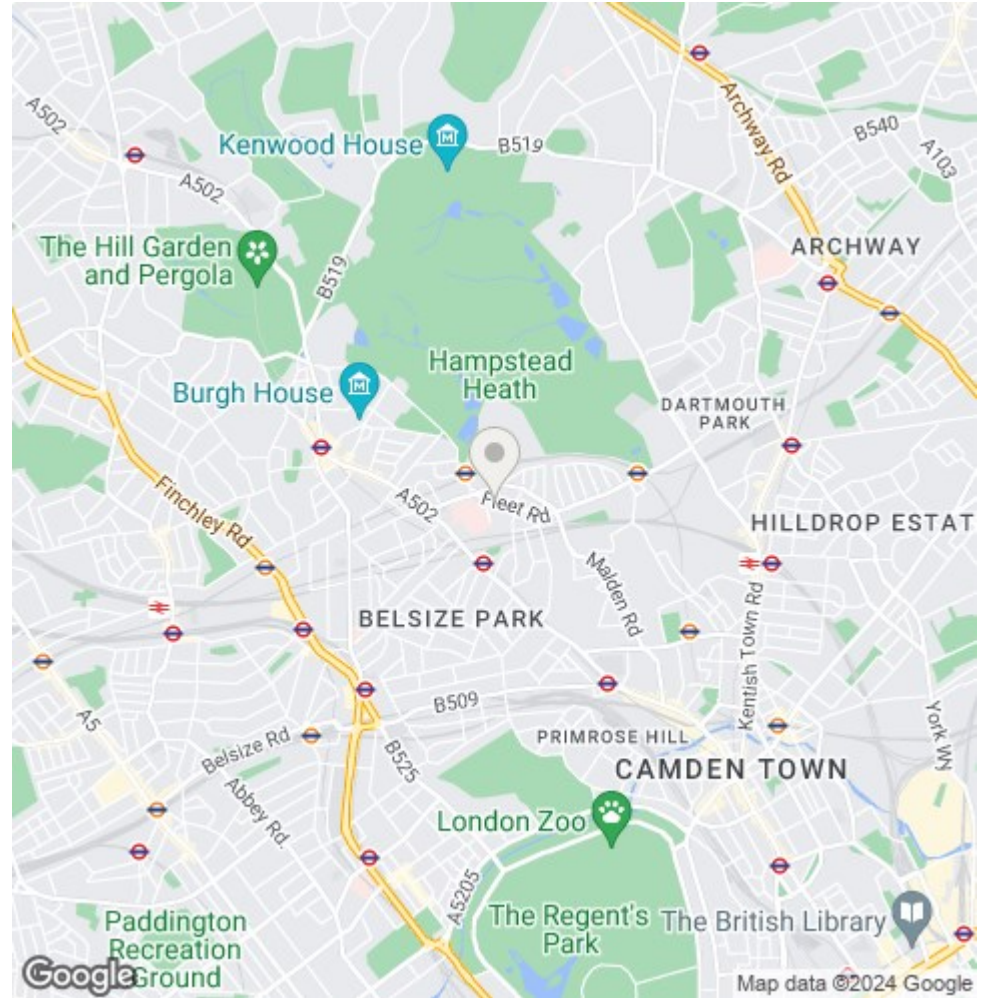 A502
Kenwood House
B519
Archway Rd
B540
A103
A502
The Hill Garden
and Pergola
B519
ARCHWAY
Hampstead
Heath
Burgh House
DARTMOUTH
PARK
Finchley Rd
A502
Fleet Rd
HILLDROP ESTAT
Malden Rd
BELSIZE PARK
Kentish Town Rd
A5
B509
York Wy
Belsize Rd
B525
PRIMROSE HILL
CAMDEN TOWN
Abbey Rd.
London Zoo
A5205
Paddington
Recreation
Ground
The Regent's
Park
The British Library
Google
Map data ©2024 Google